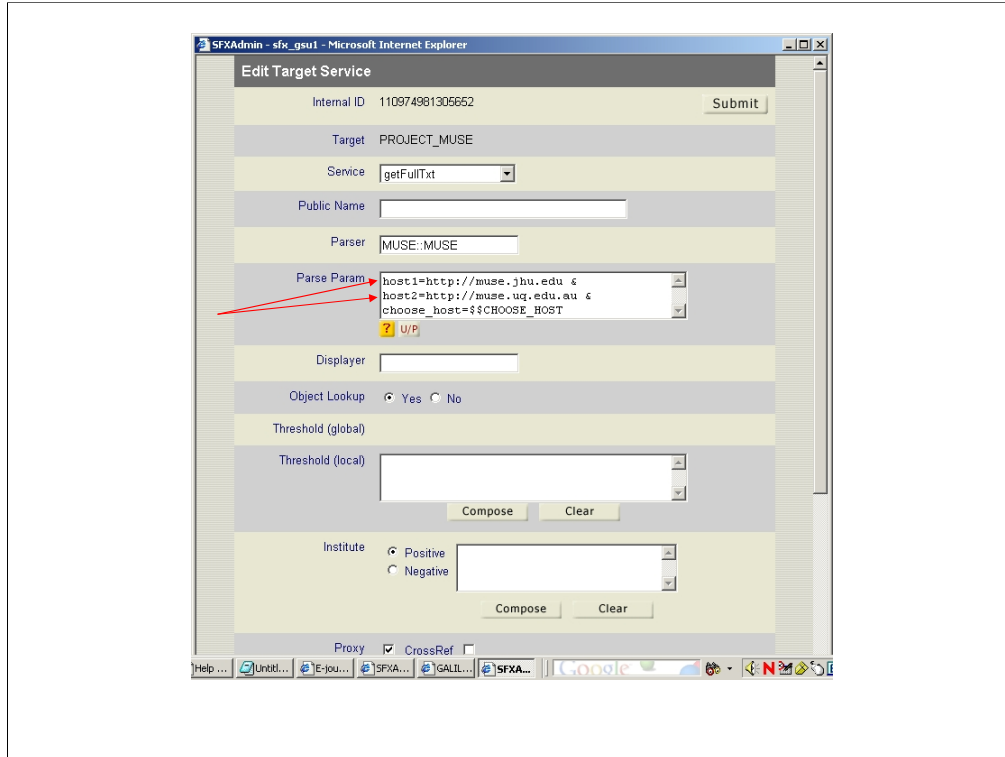 SFXAdmin - sfx_gsu1 - Microsoft Internet Explorer
Edit Target Service
Internal ID 110974981305652 Submit
Target PROJECT_MUSE
Service getFullTxt
Public Name
Parser MUSE::MUSE
Parse Param host1=http://muse.jhu.edu &
host2=http://muse.uq.edu.au &
choose_host=$$CHOOSE_HOST
? U/P
Displayer
Object Lookup Yes No
Threshold (global)
Threshold (local)
Compose Clear
Institute Positive
Negative
Compose Clear
Proxy CrossRef
Help ... Untitl... E-jou... SFXA... GALIL... SFXA... Google N